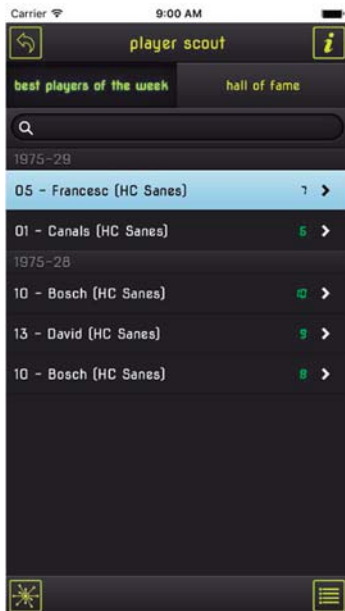 Carrier 9:00 AM
player scout
best players of the week hall of fame
1975-29
05 - Francesc (HC Sanes) 7
01 - Canals (HC Sanes) 6
1975-28
10 - Bosch (HC Sanes) 10
13 - David (HC Sanes) 9
10 - Bosch (HC Sanes) 8